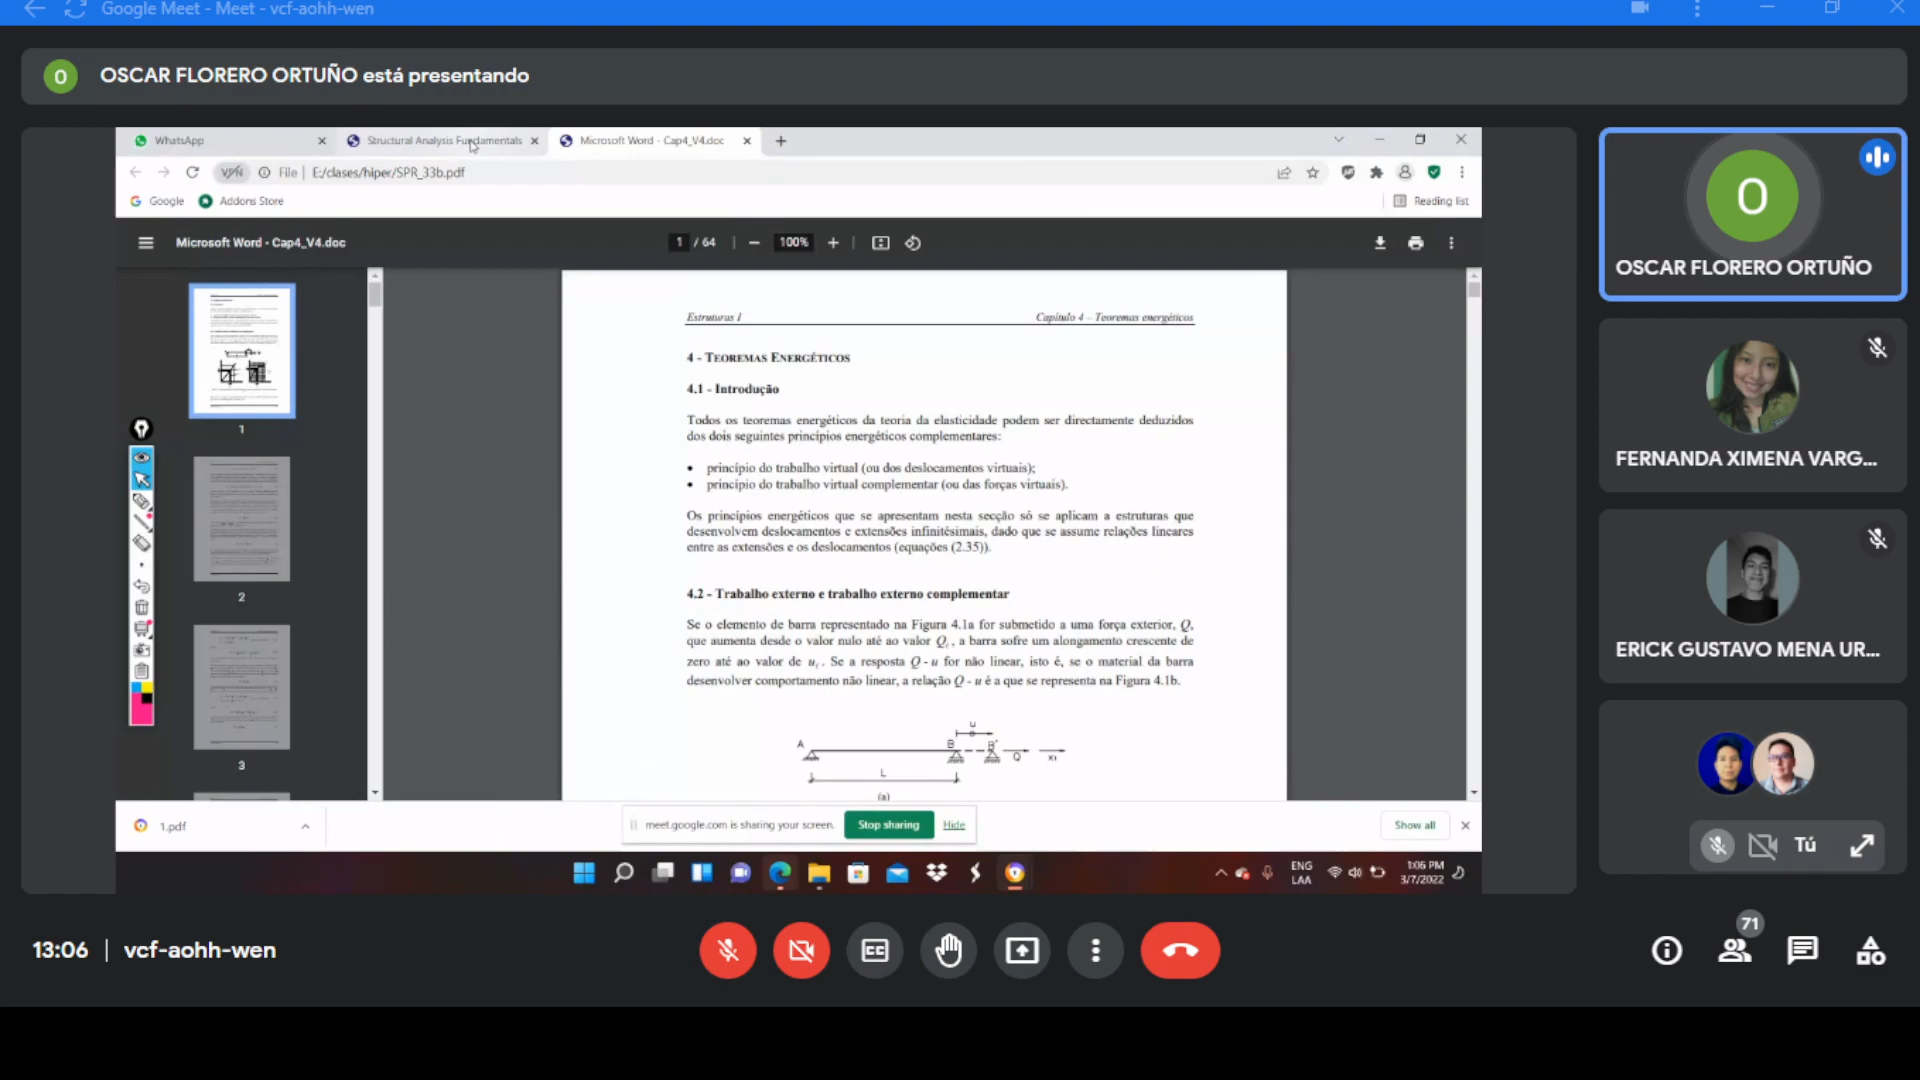 Google Meet - Meet - vcf-aohh-wen
O OSCAR FLORERO ORTUÑO está presentando
WhatsApp
Structural Analysis Fundamentals
Microsoft Word - Cap4_V4.doc
VPN File E:/clases/hiper/SPR_33b.pdf
Google Addons Store
Reading list
Microsoft Word - Cap4_V4.doc
1 / 64
100%
Estruturas I
Capítulo 4 – Teoremas energéticos
4 - TEOREMAS ENERGÉTICOS
4.1 - Introdução
Todos os teoremas energéticos da teoria da elasticidade podem ser directamente deduzidos
dos dois seguintes princípios energéticos complementares:
• princípio do trabalho virtual (ou dos deslocamentos virtuais);
• princípio do trabalho virtual complementar (ou das forças virtuais).
Os princípios energéticos que se apresentam nesta secção só se aplicam a estruturas que
desenvolvem deslocamentos e extensões infinitésimais, dado que se assume relações lineares
entre as extensões e os deslocamentos (equações (2.35)).
4.2 - Trabalho externo e trabalho externo complementar
Se o elemento de barra representado na Figura 4.1a for submetido a uma força exterior, Q,
que aumenta desde o valor nulo até ao valor Qt, a barra sofre um alongamento crescente de
zero até ao valor de ut. Se a resposta Q - u for não linear, isto é, se o material da barra
desenvolver comportamento não linear, a relação Q - u é a que se representa na Figura 4.1b.
u
A B B' Q x1
L
(a)
1
2
3
1.pdf
meet.google.com is sharing your screen.
Stop sharing
Hide
Show all
ENG
LAA
1:06 PM
3/7/2022
O
OSCAR FLORERO ORTUÑO
FERNANDA XIMENA VARG...
ERICK GUSTAVO MENA UR...
Tú
13:06 | vcf-aohh-wen
CC
71